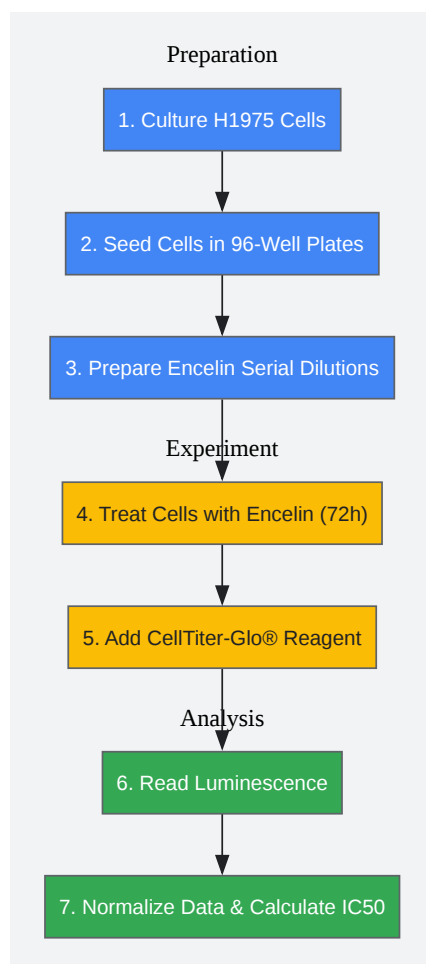 Preparation
1. Culture H1975 Cells
2. Seed Cells in 96-Well Plates
3. Prepare Encelin Serial Dilutions
Experiment
4. Treat Cells with Encelin (72h)
5. Add CellTiter-Glo® Reagent
Analysis
6. Read Luminescence
7. Normalize Data & Calculate IC50